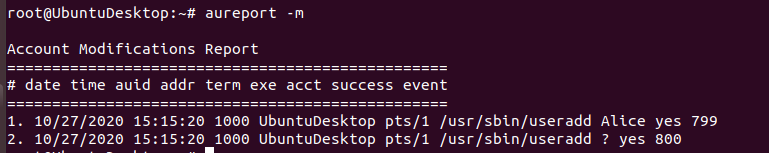 root@UbuntuDesktop:~# aureport -m
Account Modifications Report
=================================================
# date time auid addr term exe acct success event
=================================================
1. 10/27/2020 15:15:20 1000 UbuntuDesktop pts/1 /usr/sbin/useradd Alice yes 799
2. 10/27/2020 15:15:20 1000 UbuntuDesktop pts/1 /usr/sbin/useradd ? yes 800